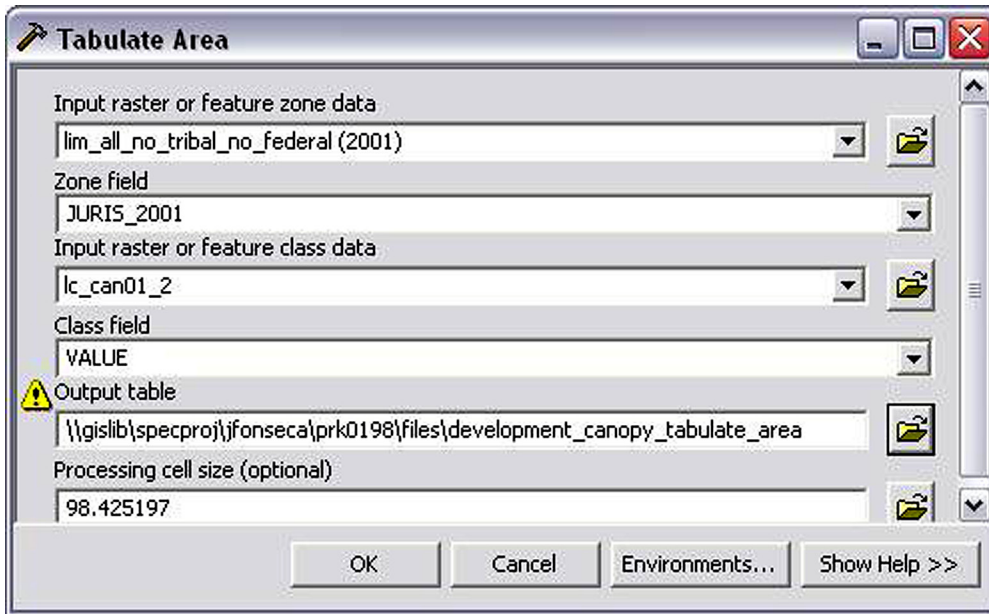 Tabulate Area
Input raster or feature zone data
lim_all_no_tribal_no_federal (2001)
Zone field
JURIS_2001
Input raster or feature class data
lc_can01_2
Class field
VALUE
Output table
\\gislib\specproj\jfonseca\prk0198\files\development_canopy_tabulate_area
Processing cell size (optional)
98.425197
OK
Cancel
Environments...
Show Help >>